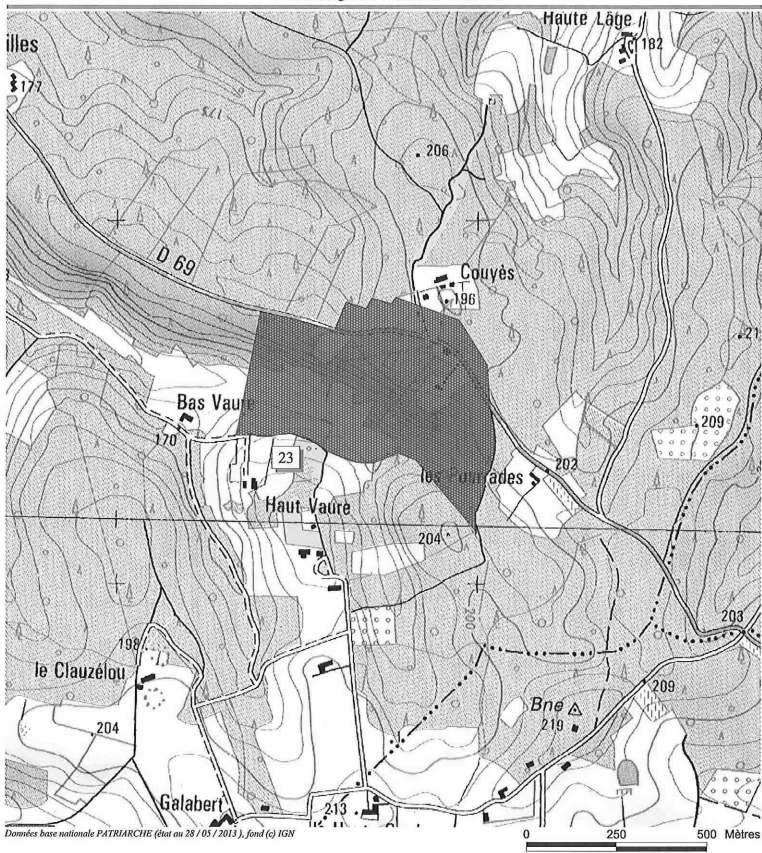 Haute Lâge
182
illes
177
175
206
D 69
Couyès
196
209
Bas Vaure
170
23
202
Haut Vaure
204
200
203
198
le Clauzélou
209
Bne
219
204
Galabert
213
Données base nationale PATRIARCHE (état au 28 / 05 / 2013 ), fond (c) IGN
0 250 500 Mètres